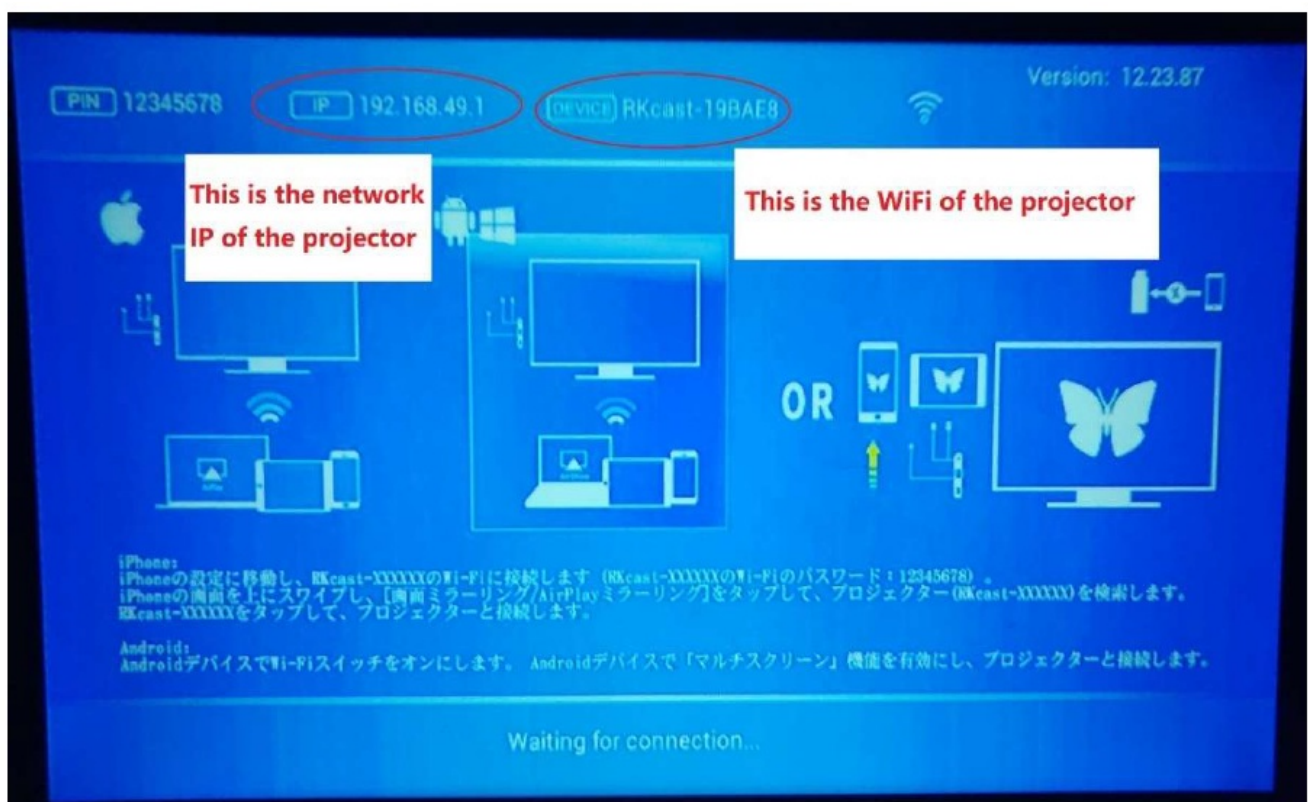 PIN 12345678
IP 192.168.49.1
DEVICE RKcast-19BAE8
Version: 12.23.87
This is the network
IP of the projector
This is the WiFi of the projector
OR
iPhone:
iPhoneの設定に移動し、RKcast-XXXXXXのWi-Fiに接続します (RKcast-XXXXXXのWi-Fiのパスワード:12345678) 。
iPhoneの画面を上にスワイプし、[画面ミラーリング/AirPlayミラーリング]をタップして、プロジェクター(RKcast-XXXXXX)を検索します。
RKcast-XXXXXXをタップして、プロジェクターと接続します。
Android:
AndroidデバイスでWi-Fiスイッチをオンにします。 Androidデバイスで「マルチスクリーン」機能を有効にし、プロジェクターと接続します。
Waiting for connection...